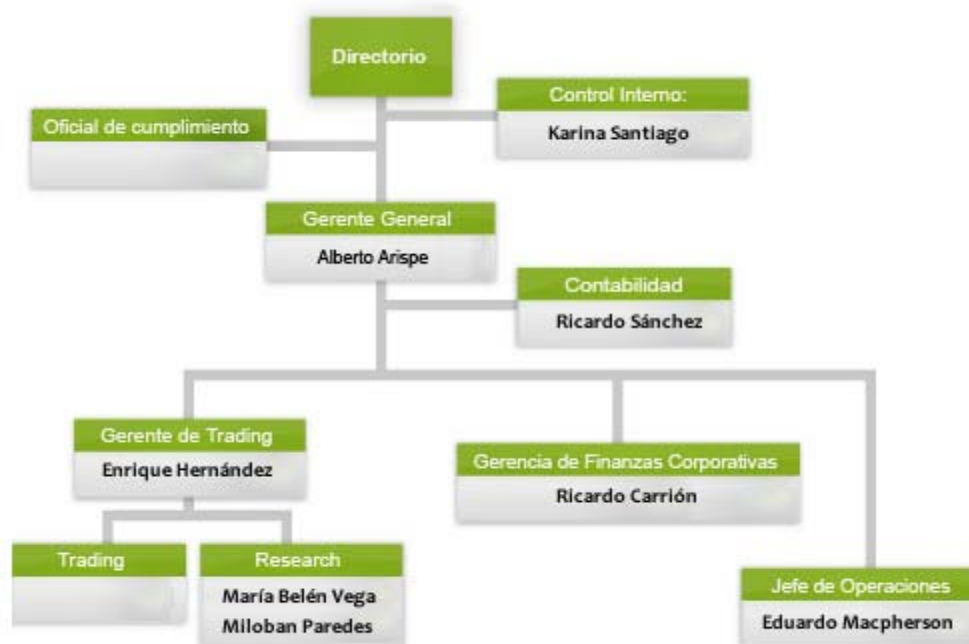 Directorio
Control Interno:
Karina Santiago
Oficial de cumplimiento
Gerente General
Alberto Arispe
Contabilidad
Ricardo Sánchez
Gerente de Trading
Enrique Hernández
Gerencia de Finanzas Corporativas
Ricardo Carrión
Trading
Research
María Belén Vega
Miloban Paredes
Jefe de Operaciones
Eduardo Macpherson